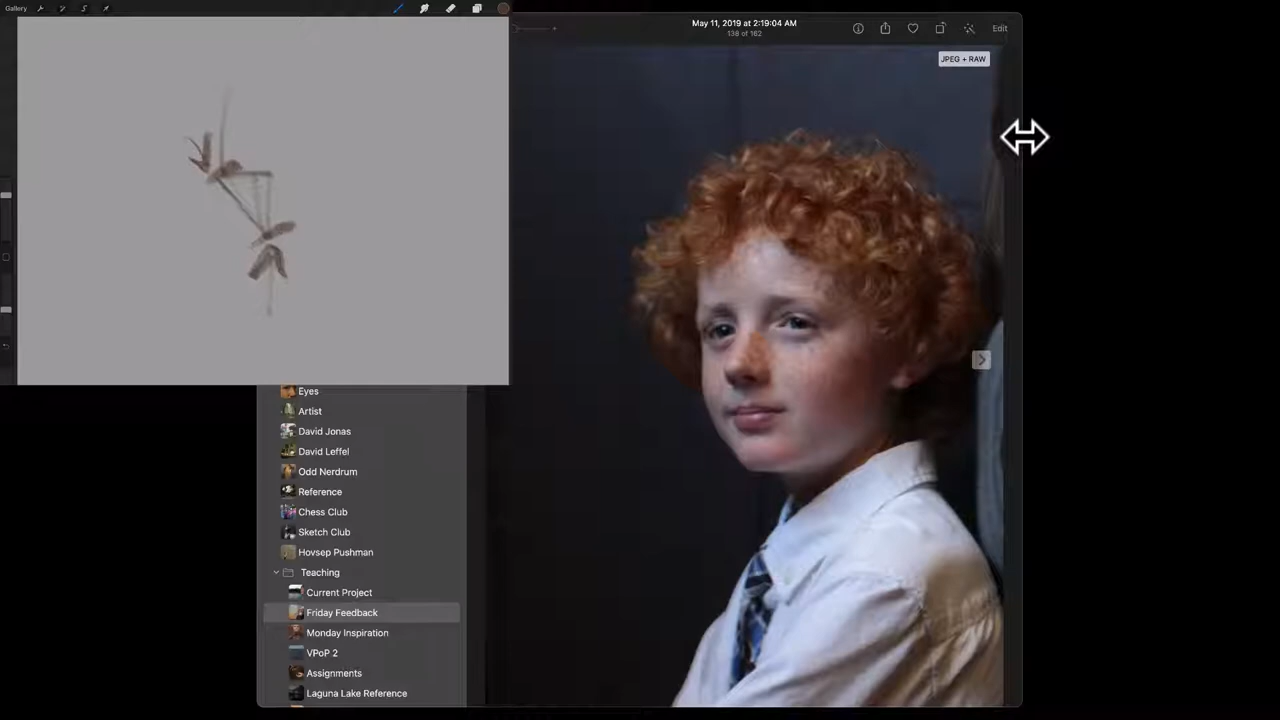 Gallery
May 11, 2019 at 2:19:04 AM
138 of 162
Edit
JPEG + RAW
Eyes
Artist
David Jonas
David Leffel
Odd Nerdrum
Reference
Chess Club
Sketch Club
Hovsep Pushman
Teaching
Current Project
Friday Feedback
Monday Inspiration
VPoP 2
Assignments
Laguna Lake Reference